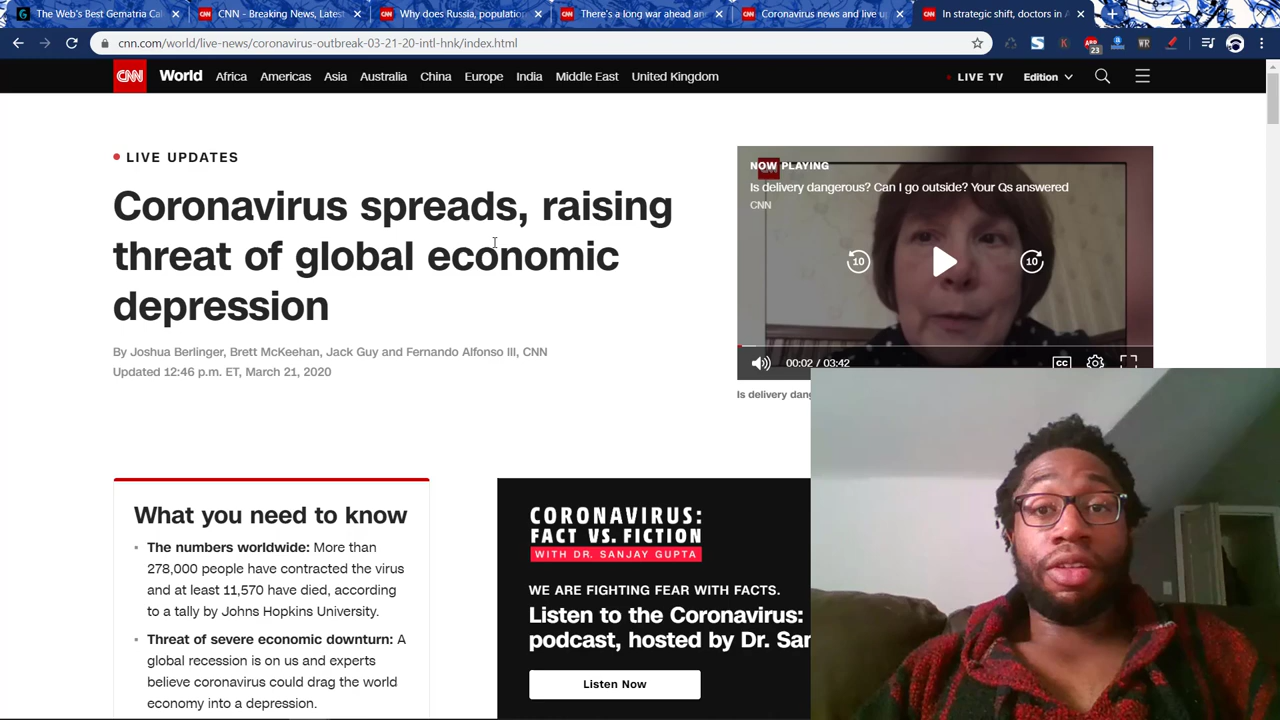 The Web's Best Gematria Cal
CNN - Breaking News, Latest
Why does Russia, population
There's a long war ahead an
Coronavirus news and live u
In strategic shift, doctors in A
cnn.com/world/live-news/coronavirus-outbreak-03-21-20-intl-hnk/index.html
23
WR
CNN World Africa Americas Asia Australia China Europe India Middle East United Kingdom LIVE TV Edition
LIVE UPDATES
Coronavirus spreads, raising
threat of global economic
depression
By Joshua Berlinger, Brett McKeehan, Jack Guy and Fernando Alfonso III, CNN
Updated 12:46 p.m. ET, March 21, 2020
NOW PLAYING
Is delivery dangerous? Can I go outside? Your Qs answered
CNN
10
10
00:02 / 03:42
CC
Is delivery dang
What you need to know
The numbers worldwide: More than
278,000 people have contracted the virus
and at least 11,570 have died, according
to a tally by Johns Hopkins University.
Threat of severe economic downturn: A
global recession is on us and experts
believe coronavirus could drag the world
economy into a depression.
CORONAVIRUS:
FACT VS. FICTION
WITH DR. SANJAY GUPTA
WE ARE FIGHTING FEAR WITH FACTS.
Listen to the Coronavirus:
podcast, hosted by Dr. San
Listen Now